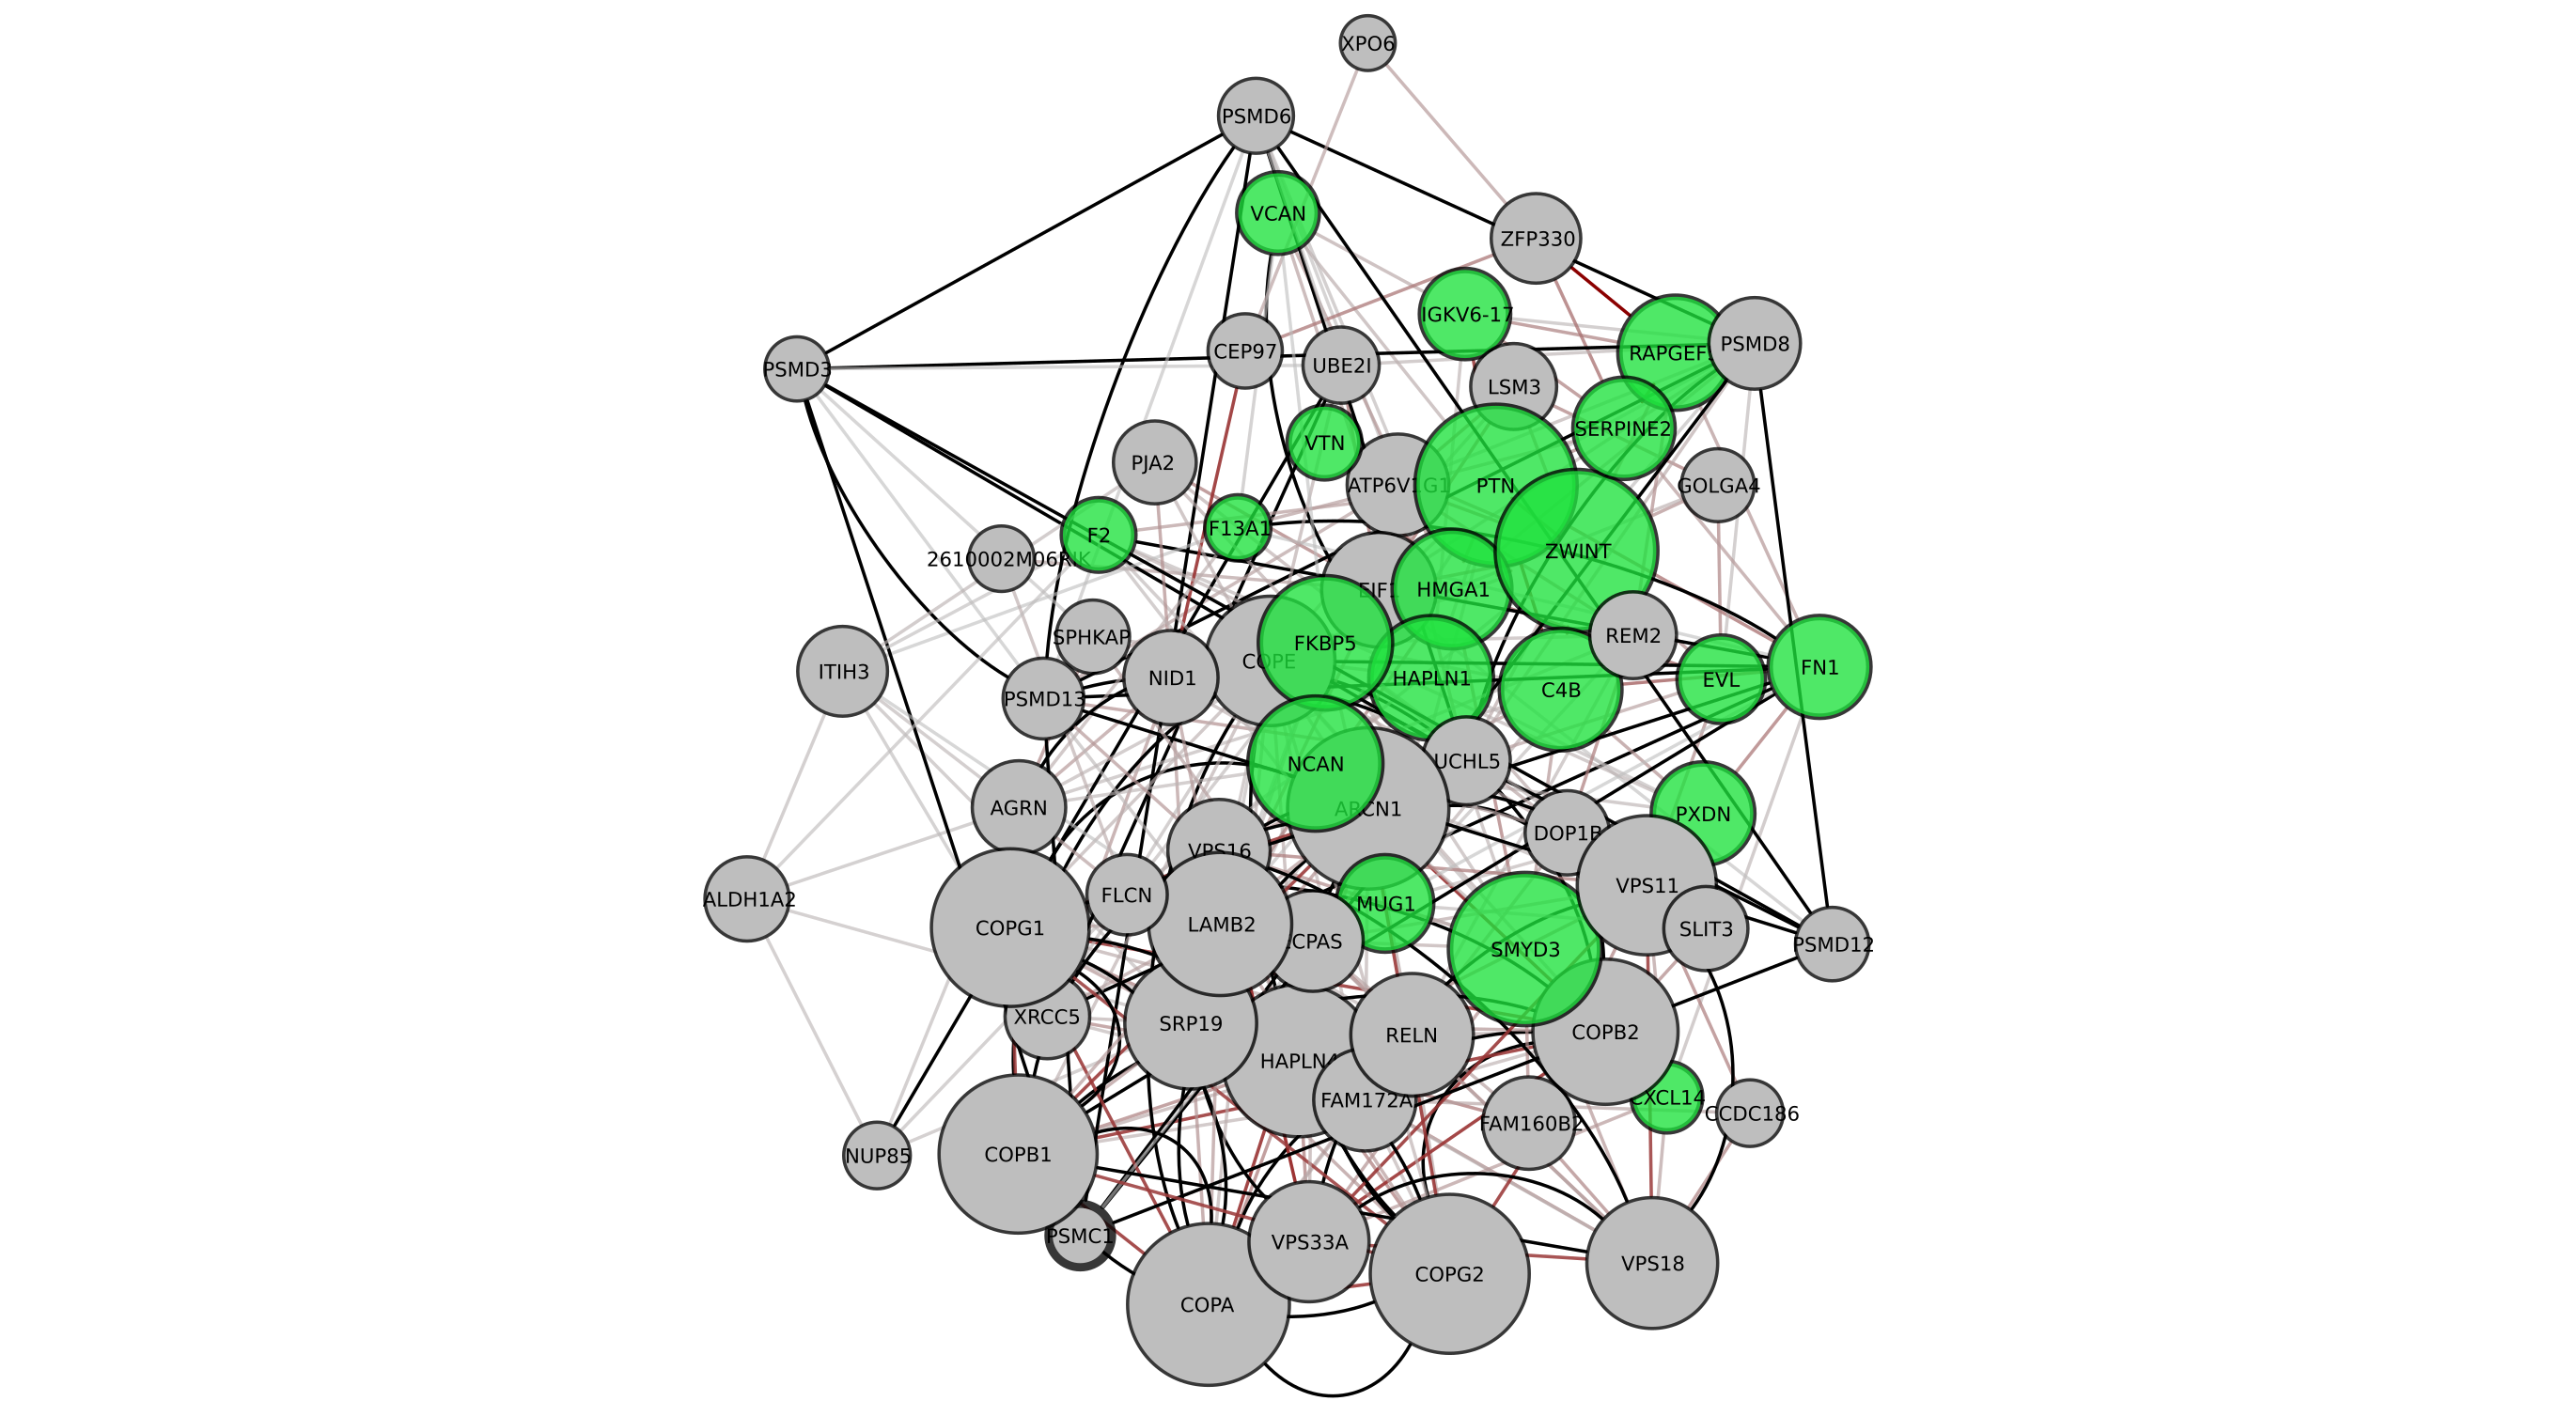 XPO6
PSMD6
VCAN
ZFP330
IGKV6-17
PSMD8
CEP97
RAPGEF
UBE2I
PSMD3
LSM3
SERPINE2
VTN
PJA2
ATP6V1G1
PTN
GOLGA4
F13A1
F2
ZWINT
2610002M06RIK
HMGA1
REM2
SPHKAP
FKBP5
COPE
FN1
ITIH3
NID1
HAPLN1
EVL
C4B
PSMD13
UCHL5
NCAN
AGRN
ARCN1
PXDN
DOP1B
VPS16
VPS11
FLCN
ALDH1A2
MUG1
LAMB2
COPG1
SLIT3
CPAS
PSMD12
SMYD3
XRCC5
SRP19
COPB2
RELN
HAPLN4
CXCL14
FAM172A
CCDC186
FAM160B2
COPB1
NUP85
PSMC1
VPS33A
VPS18
COPG2
COPA